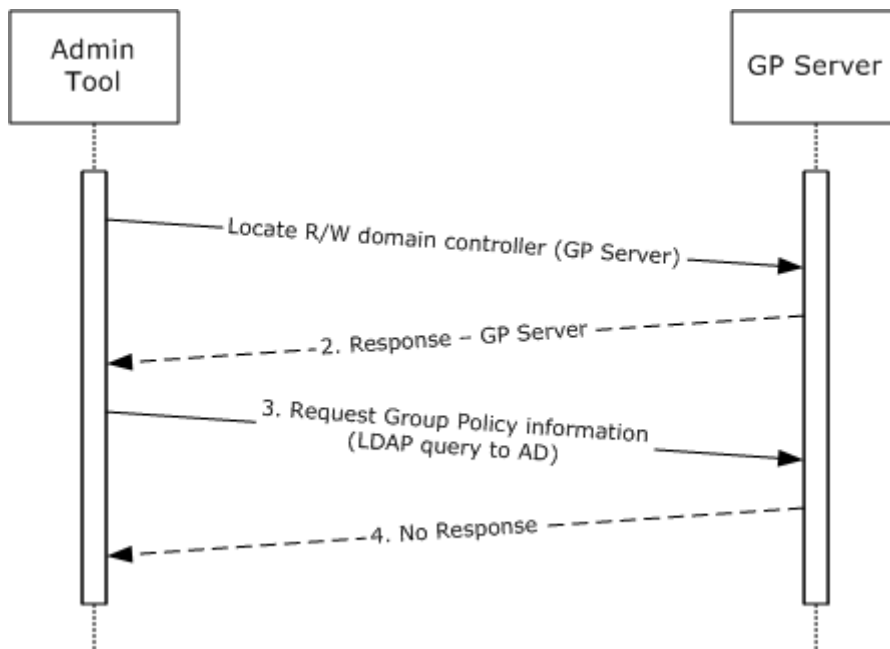 Admin
Tool
GP Server
Locate R/W domain controller (GP Server)
2. Response – GP Server
3. Request Group Policy information
(LDAP query to AD)
4. No Response